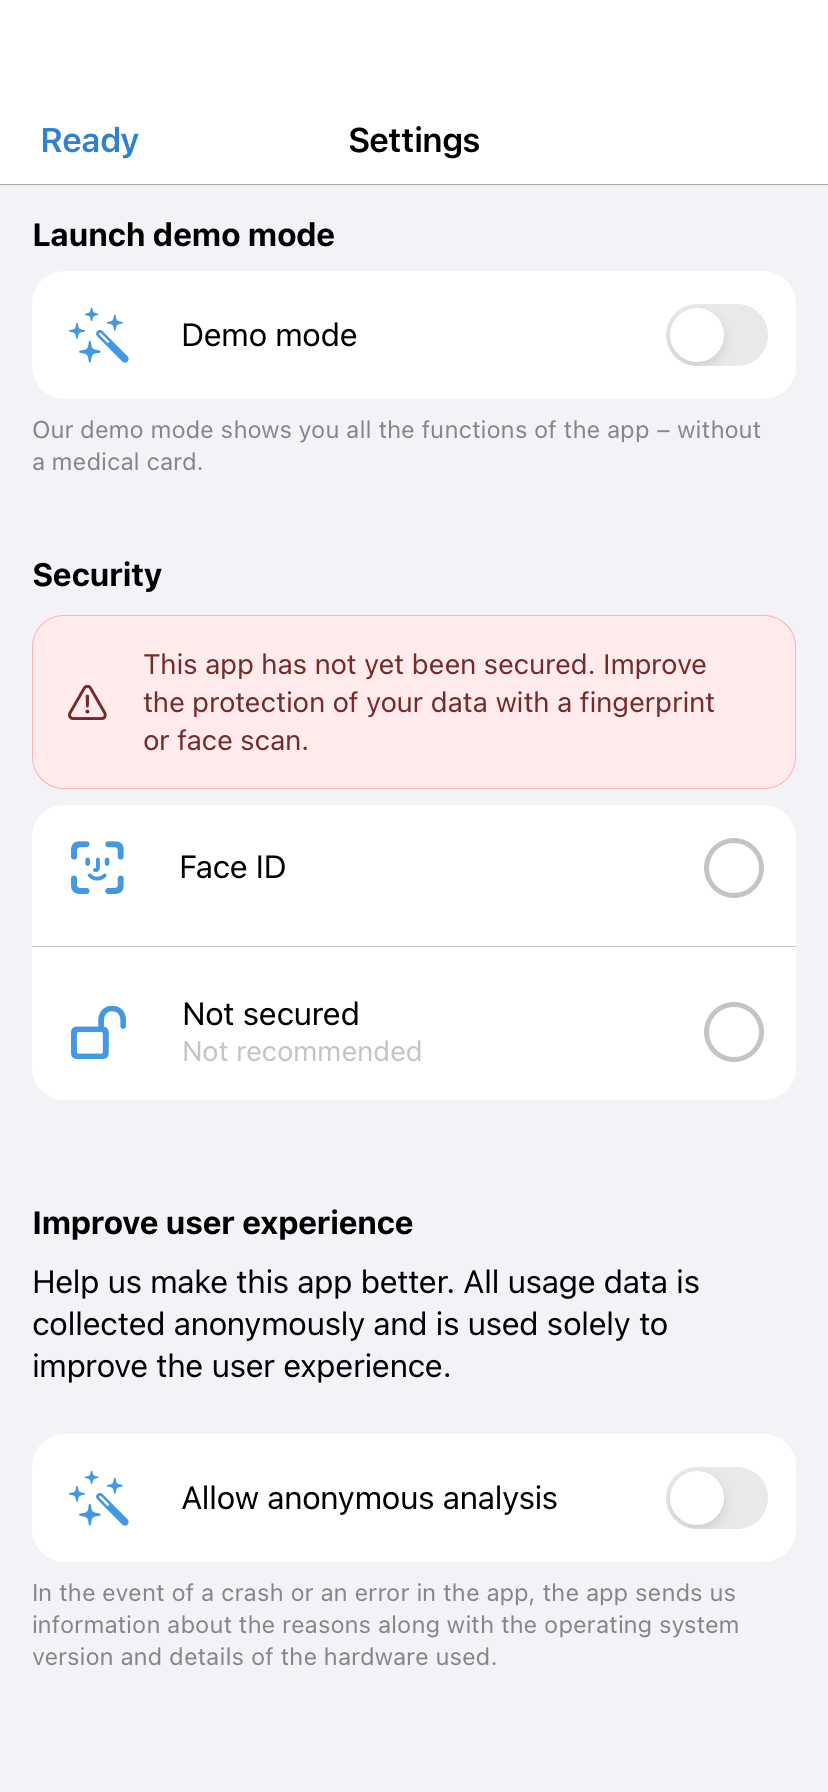 Ready
Settings
Launch demo mode
Demo mode
Our demo mode shows you all the functions of the app – without
a medical card.
Security
This app has not yet been secured. Improve
the protection of your data with a fingerprint
or face scan.
Face ID
Not secured
Not recommended
Improve user experience
Help us make this app better. All usage data is
collected anonymously and is used solely to
improve the user experience.
Allow anonymous analysis
In the event of a crash or an error in the app, the app sends us
information about the reasons along with the operating system
version and details of the hardware used.